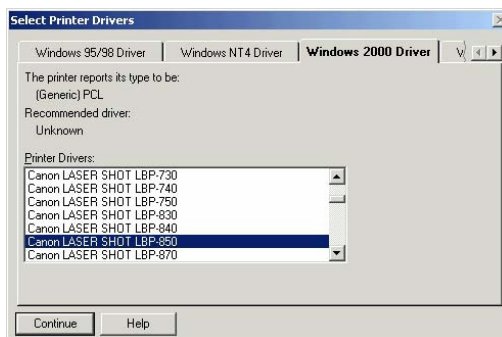 Select Printer Drivers
Windows 95/98 Driver Windows NT4 Driver Windows 2000 Driver
The printer reports its type to be:
(Generic) PCL
Recommended driver:
Unknown
Printer Drivers:
Canon LASER SHOT LBP-730
Canon LASER SHOT LBP-740
Canon LASER SHOT LBP-750
Canon LASER SHOT LBP-830
Canon LASER SHOT LBP-840
Canon LASER SHOT LBP-850
Canon LASER SHOT LBP-870
Continue Help